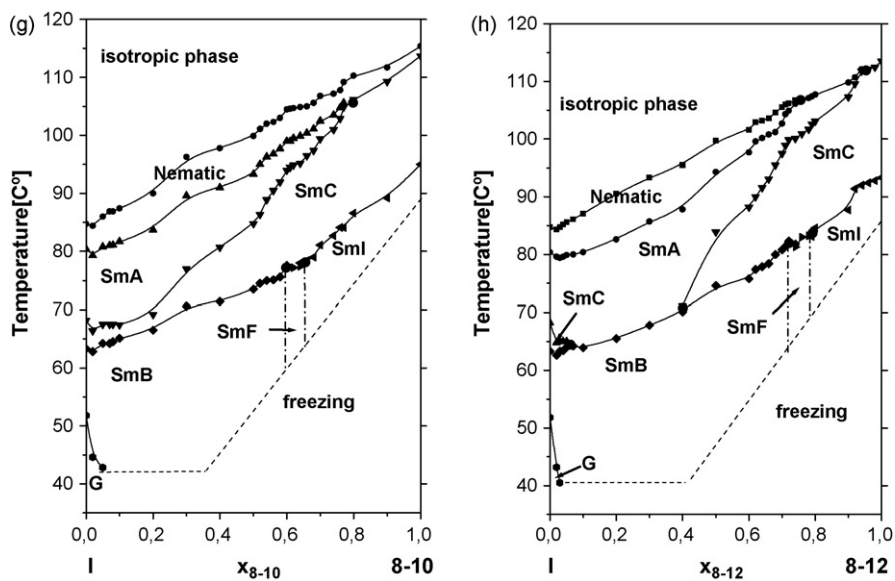 (g)
isotropic phase
Nematic
SmC
SmA
SmI
SmF
SmB
freezing
G
Temperature[Cº]
120
110
100
90
80
70
60
50
40
0,0 0,2 0,4 0,6 0,8 1,0
I x8-10 8-10
(h)
isotropic phase
SmC
Nematic
SmA
SmI
SmC
SmF
SmB
freezing
G
Temperature[Cº]
120
110
100
90
80
70
60
50
40
0,0 0,2 0,4 0,6 0,8 1,0
I x8-12 8-12